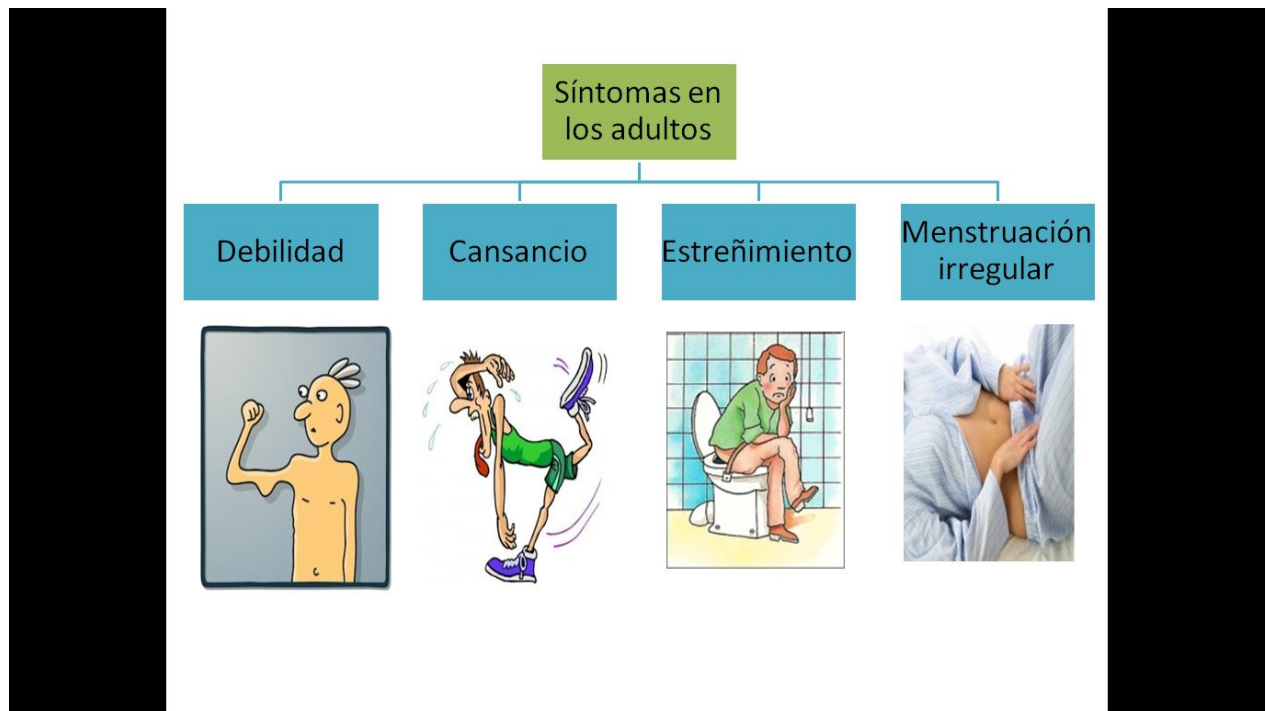 Síntomas en
los adultos
Debilidad
Cansancio
Estreñimiento
Menstruación
irregular